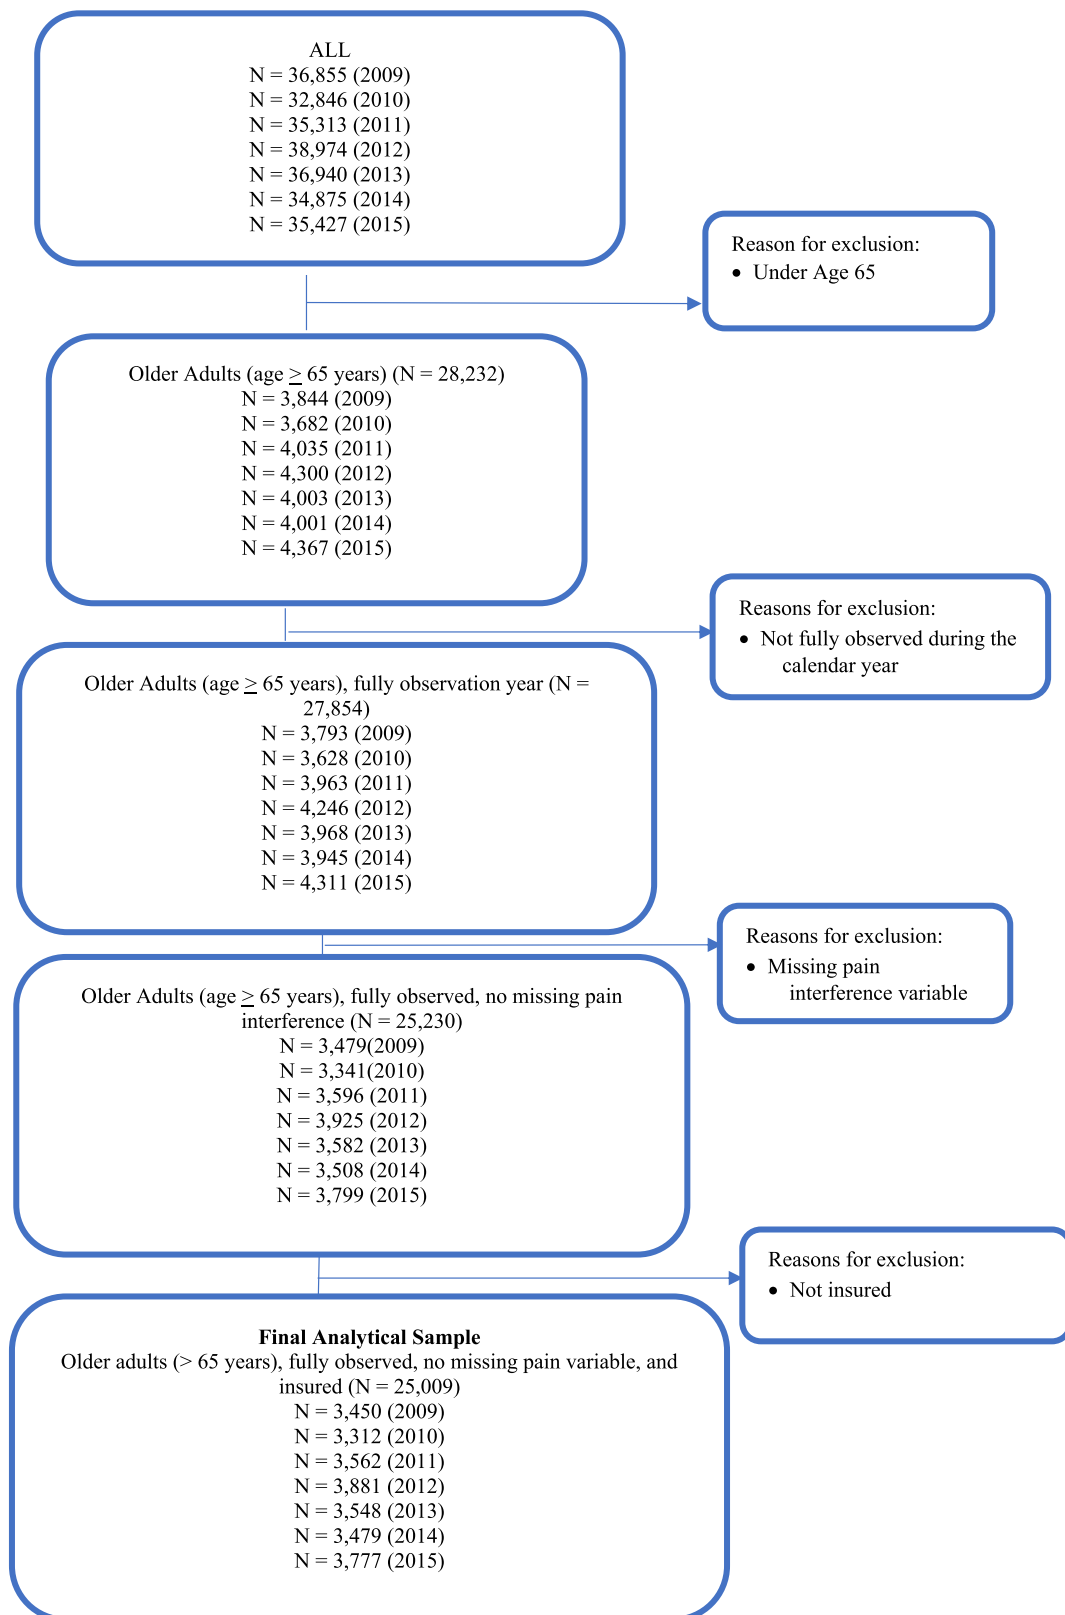 ALL
N = 36,855 (2009)
N = 32,846 (2010)
N = 35,313 (2011)
N = 38,974 (2012)
N = 36,940 (2013)
N = 34,875 (2014)
N = 35,427 (2015)
Reason for exclusion:
• Under Age 65
Older Adults (age ≥ 65 years) (N = 28,232)
N = 3,844 (2009)
N = 3,682 (2010)
N = 4,035 (2011)
N = 4,300 (2012)
N = 4,003 (2013)
N = 4,001 (2014)
N = 4,367 (2015)
Reasons for exclusion:
• Not fully observed during the
calendar year
Older Adults (age ≥ 65 years), fully observation year (N =
27,854)
N = 3,793 (2009)
N = 3,628 (2010)
N = 3,963 (2011)
N = 4,246 (2012)
N = 3,968 (2013)
N = 3,945 (2014)
N = 4,311 (2015)
Reasons for exclusion:
• Missing pain
interference variable
Older Adults (age ≥ 65 years), fully observed, no missing pain
interference (N = 25,230)
N = 3,479(2009)
N = 3,341(2010)
N = 3,596 (2011)
N = 3,925 (2012)
N = 3,582 (2013)
N = 3,508 (2014)
N = 3,799 (2015)
Reasons for exclusion:
• Not insured
Final Analytical Sample
Older adults (> 65 years), fully observed, no missing pain variable, and
insured (N = 25,009)
N = 3,450 (2009)
N = 3,312 (2010)
N = 3,562 (2011)
N = 3,881 (2012)
N = 3,548 (2013)
N = 3,479 (2014)
N = 3,777 (2015)